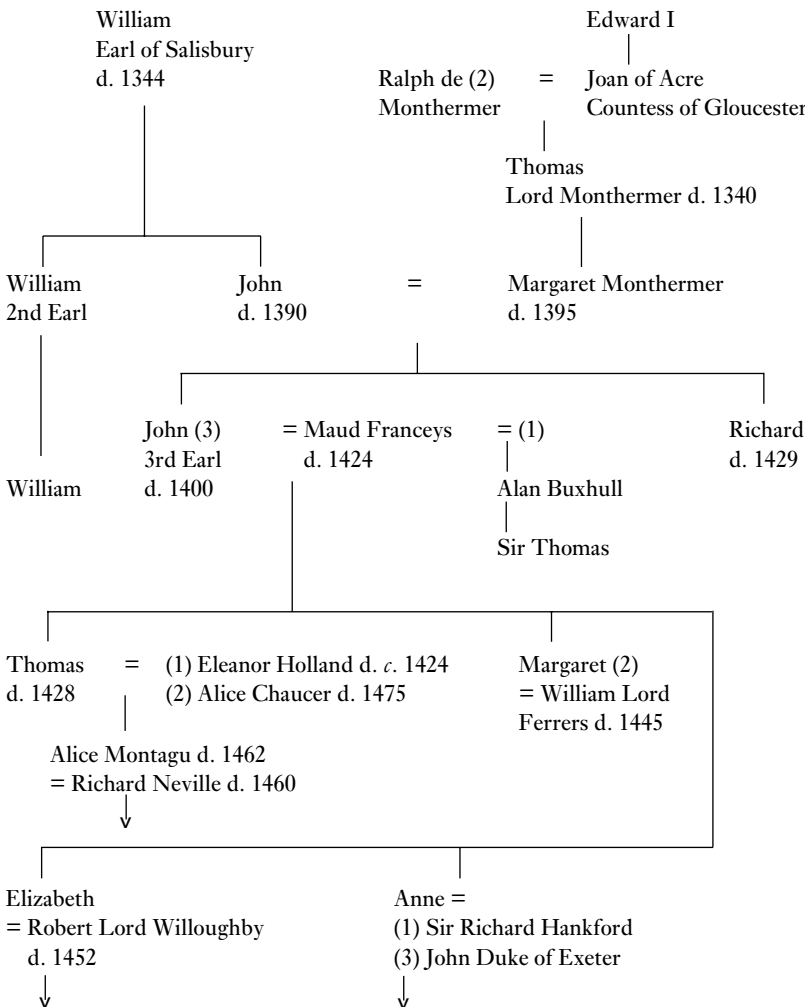 William
Earl of Salisbury
d. 1344
Edward I
Ralph de (2) = Joan of Acre
Monthermer Countess of Gloucester
Thomas
Lord Monthermer d. 1340
William John = Margaret Monthermer
2nd Earl d. 1390 d. 1395
John (3) = Maud Franceys = (1) Richard
3rd Earl d. 1424 d. 1429
William d. 1400 Alan Buxhull
Sir Thomas
Thomas = (1) Eleanor Holland d. c. 1424 Margaret (2)
d. 1428 (2) Alice Chaucer d. 1475 = William Lord
Ferrers d. 1445
Alice Montagu d. 1462
= Richard Neville d. 1460
Elizabeth Anne =
= Robert Lord Willoughby (1) Sir Richard Hankford
d. 1452 (3) John Duke of Exeter